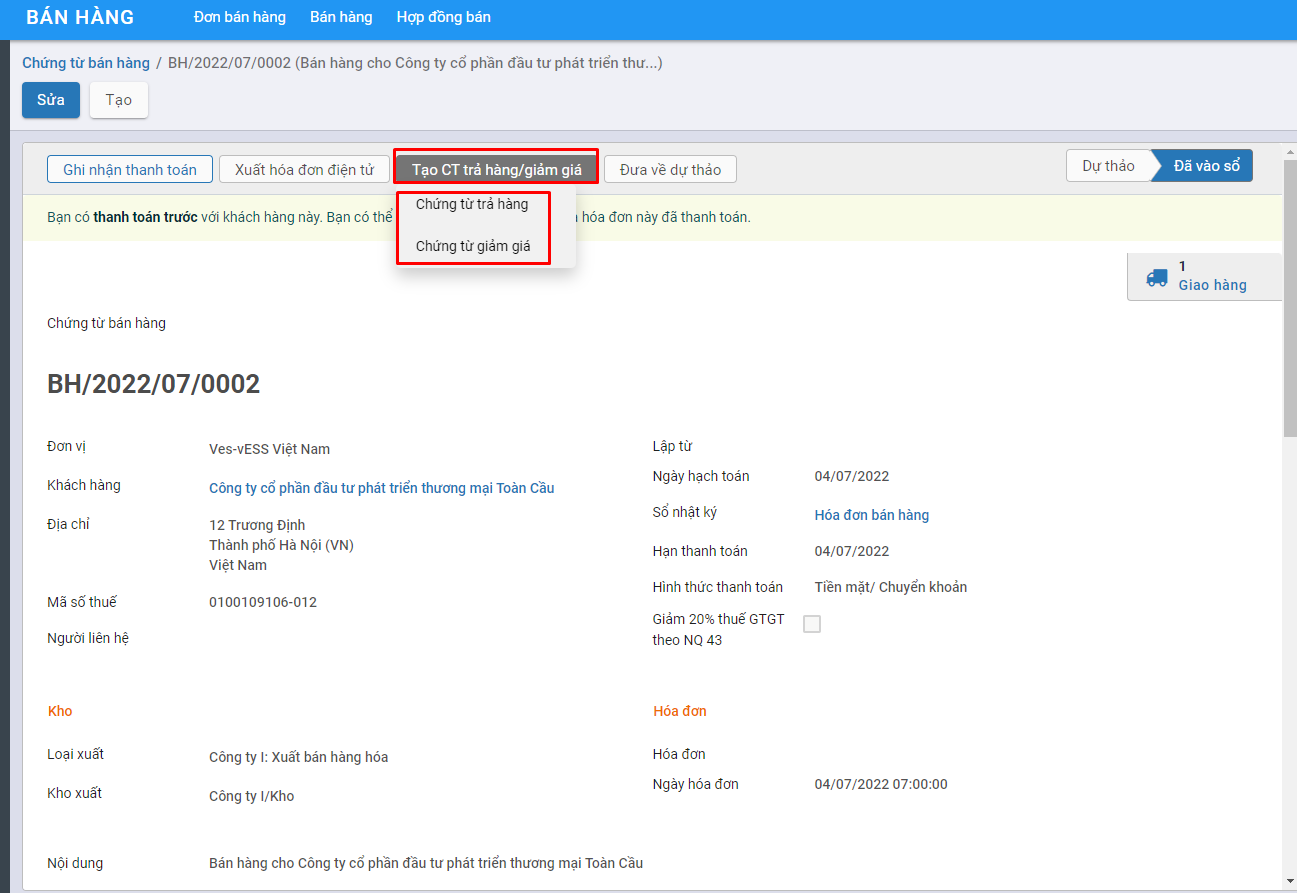 BÁN HÀNG Đơn bán hàng Bán hàng Hợp đồng bán
Chứng từ bán hàng / BH/2022/07/0002 (Bán hàng cho Công ty cổ phần đầu tư phát triển thư...)
Sửa Tạo
Ghi nhận thanh toán Xuất hóa đơn điện tử Tạo CT trả hàng/giảm giá Đưa về dự thảo Dự thảo Đã vào sổ
Chứng từ trả hàng
Bạn có thanh toán trước với khách hàng này. Bạn có thể hóa đơn này đã thanh toán.
Chứng từ giảm giá
1
Giao hàng
Chứng từ bán hàng
BH/2022/07/0002
Đơn vị Ves-vESS Việt Nam
Khách hàng Công ty cổ phần đầu tư phát triển thương mại Toàn Cầu
Địa chỉ 12 Trương Định
Thành phố Hà Nội (VN)
Việt Nam
Mã số thuế 0100109106-012
Người liên hệ
Lập từ
Ngày hạch toán 04/07/2022
Sổ nhật ký Hóa đơn bán hàng
Hạn thanh toán 04/07/2022
Hình thức thanh toán Tiền mặt/ Chuyển khoản
Giảm 20% thuế GTGT
theo NQ 43
Kho
Loại xuất Công ty I: Xuất bán hàng hóa
Kho xuất Công ty I/Kho
Hóa đơn
Hóa đơn
Ngày hóa đơn 04/07/2022 07:00:00
Nội dung Bán hàng cho Công ty cổ phần đầu tư phát triển thương mại Toàn Cầu